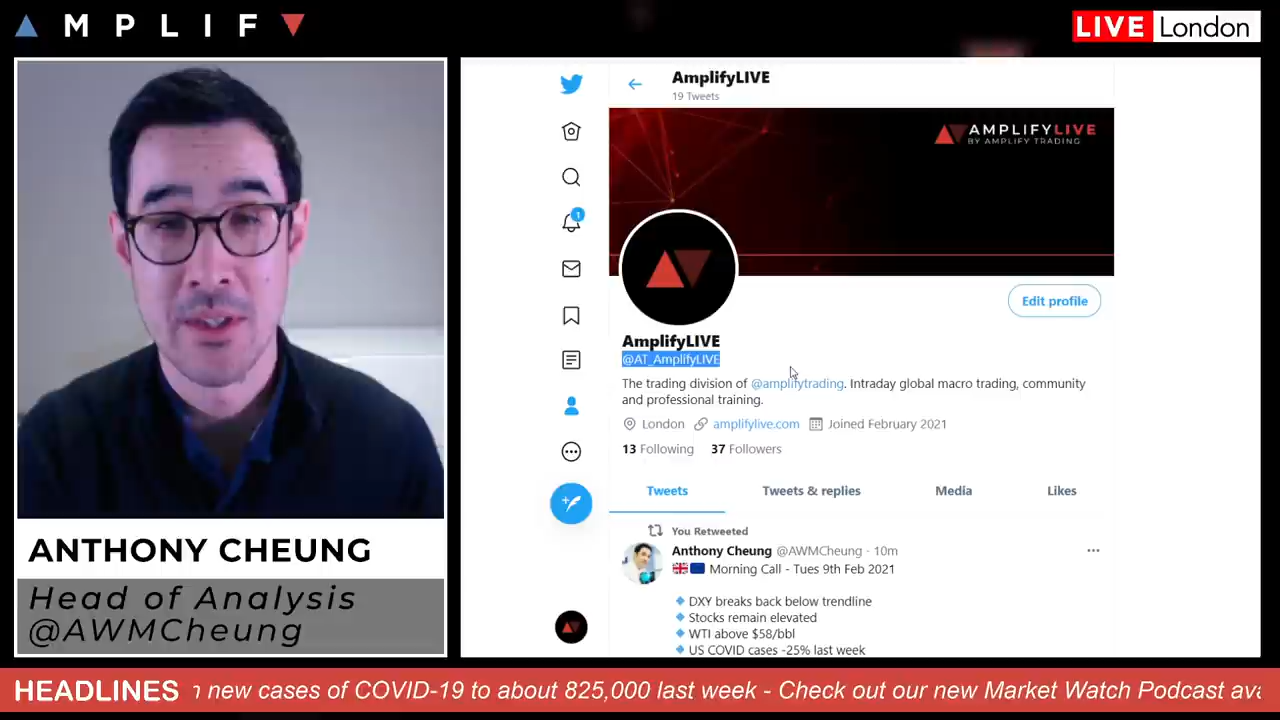 AMPLIFY
LIVE London
AmplifyLIVE
19 Tweets
AMPLIFYLIVE
BY AMPLIFY TRADING
1
Edit profile
AmplifyLIVE
@AT_AmplifyLIVE
The trading division of @amplifytrading. Intraday global macro trading, community
and professional training.
London amplifylive.com Joined February 2021
13 Following 37 Followers
Tweets Tweets & replies Media Likes
You Retweeted
Anthony Cheung @AWMCheung · 10m
Morning Call - Tues 9th Feb 2021
DXY breaks back below trendline
Stocks remain elevated
WTI above $58/bbl
US COVID cases -25% last week
ANTHONY CHEUNG
Head of Analysis
@AWMCheung
HEADLINES n new cases of COVID-19 to about 825,000 last week - Check out our new Market Watch Podcast ava